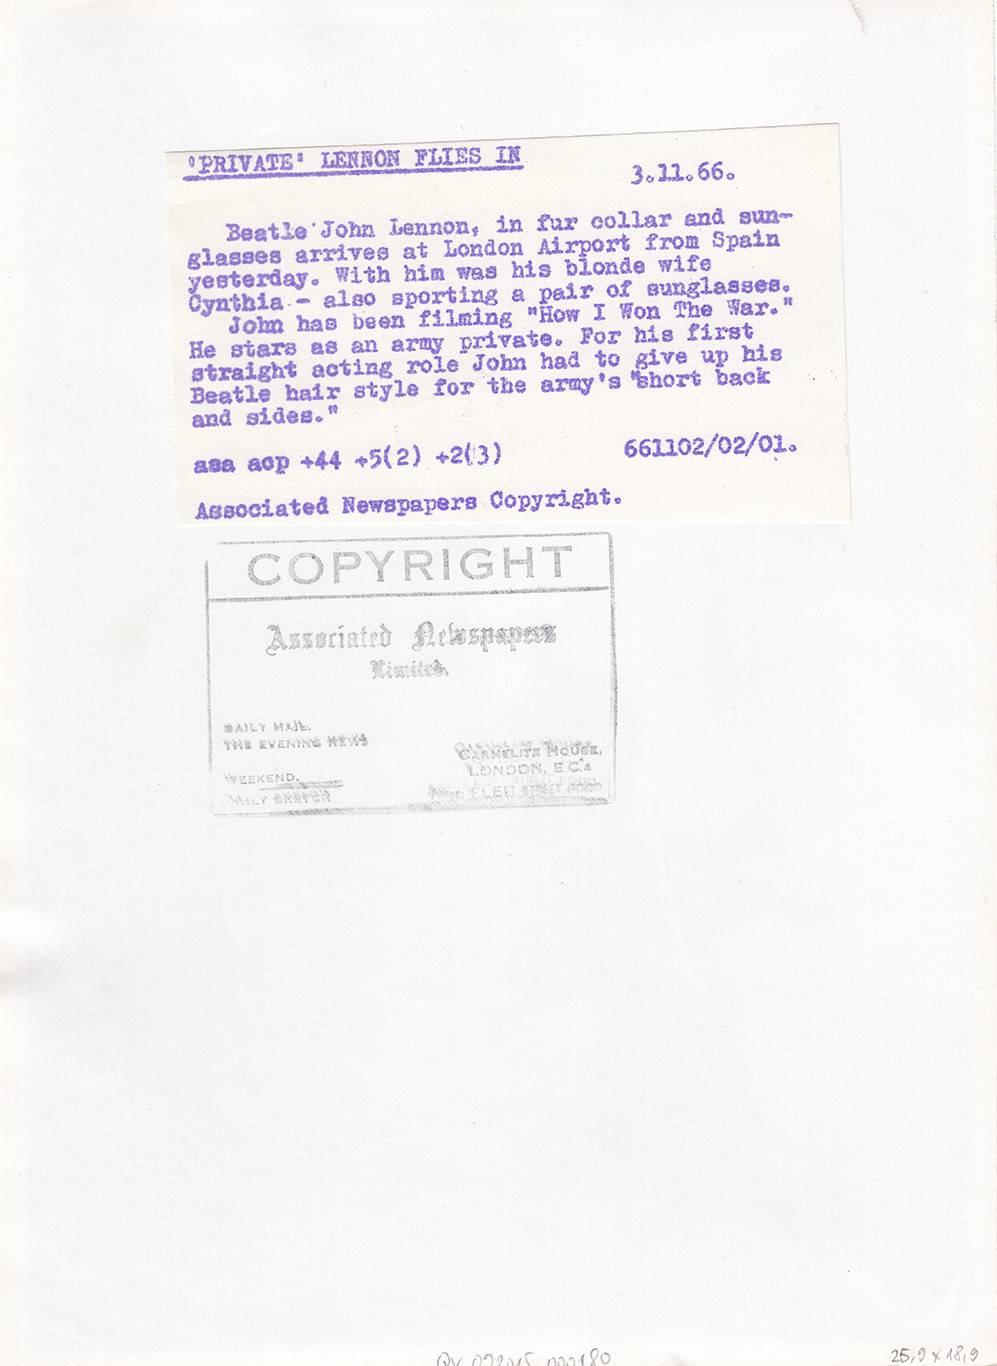 'PRIVATE' LENNON FLIES IN
3.11.66.
Beatle John Lennon, in fur collar and sun-
glasses arrives at London Airport from Spain
yesterday. With him was his blonde wife
Cynthia - also sporting a pair of sunglasses.
John has been filming "How I Won The War."
He stars as an army private. For his first
straight acting role John had to give up his
Beatle hair style for the army's "short back
and sides."
asa acp +44 +5(2) +2(3)
661102/02/01.
Associated Newspapers Copyright.
COPYRIGHT
Associated Newspapers
Limited.
DAILY MAIL.
THE EVENING NEWS
WEEKEND.
DAILY SKETCH
CARMELITE HOUSE,
LONDON, E.C.4
FLEET STREET 6000
25,9 x 18,9